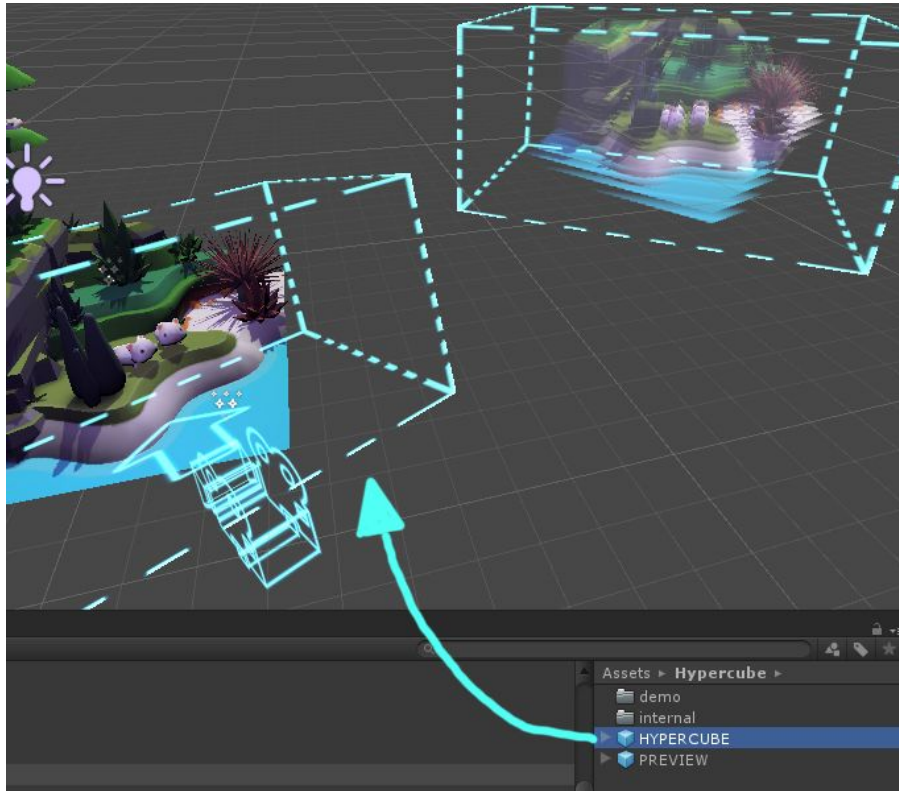 Assets ▸ Hypercube ▸
demo
internal
HYPERCUBE
PREVIEW